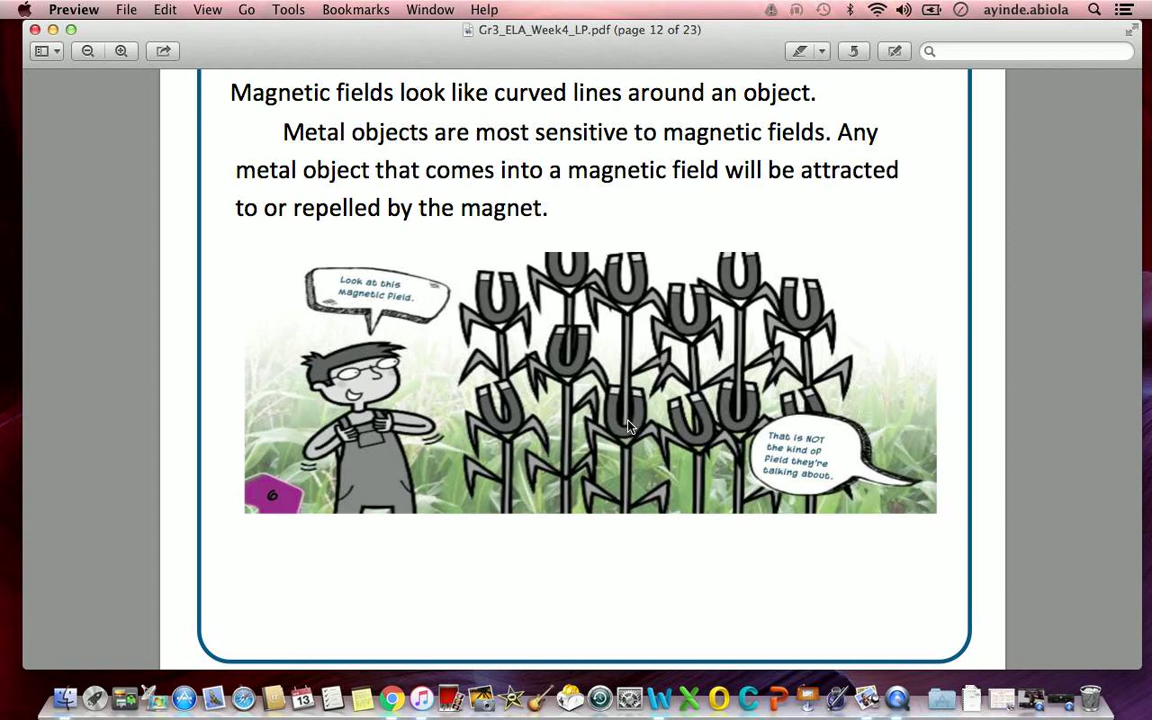 Preview File Edit View Go Tools Bookmarks Window Help ayinde.abiola
Gr3_ELA_Week4_LP.pdf (page 12 of 23)
Magnetic fields look like curved lines around an object.
Metal objects are most sensitive to magnetic fields. Any
metal object that comes into a magnetic field will be attracted
to or repelled by the magnet.
Look at this
Magnetic Field.
That is NOT
the kind of
Field they're
talking about.
6
13